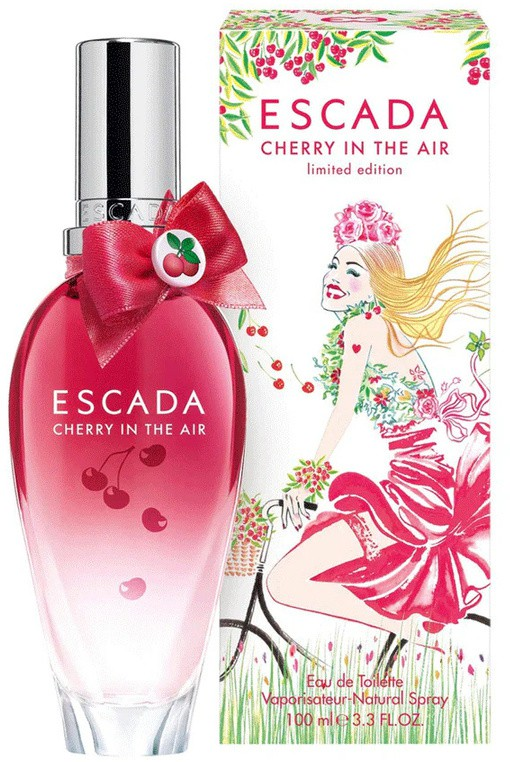 ESCADA
ESCADA
CHERRY IN THE AIR
ESCADA
CHERRY IN THE AIR
limited edition
Eau de Toilette
Vaporisateur-Natural Spray
100 ml e 3.3 FL.OZ.